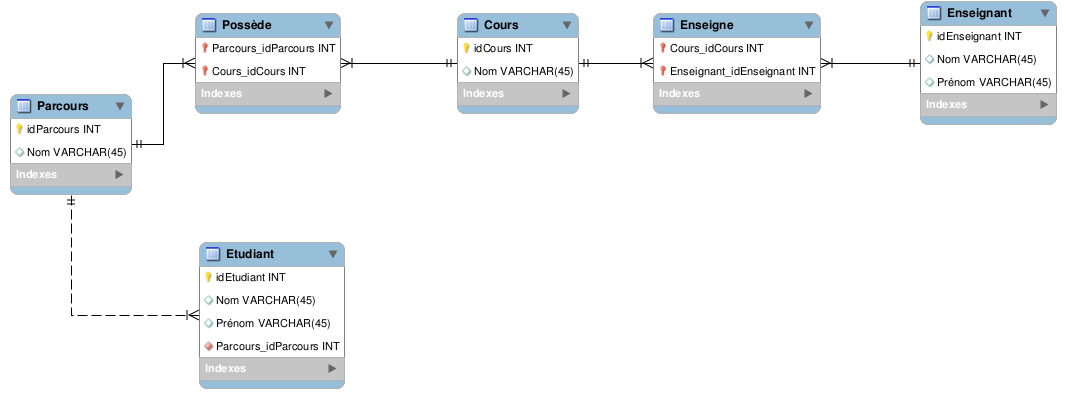 Possède
Parcours_idParcours INT
Cours_idCours INT
Indexes
Cours
idCours INT
Nom VARCHAR(45)
Indexes
Enseigne
Cours_idCours INT
Enseignant_idEnseignant INT
Indexes
Enseignant
idEnseignant INT
Nom VARCHAR(45)
Prénom VARCHAR(45)
Indexes
Parcours
idParcours INT
Nom VARCHAR(45)
Indexes
Etudiant
idEtudiant INT
Nom VARCHAR(45)
Prénom VARCHAR(45)
Parcours_idParcours INT
Indexes